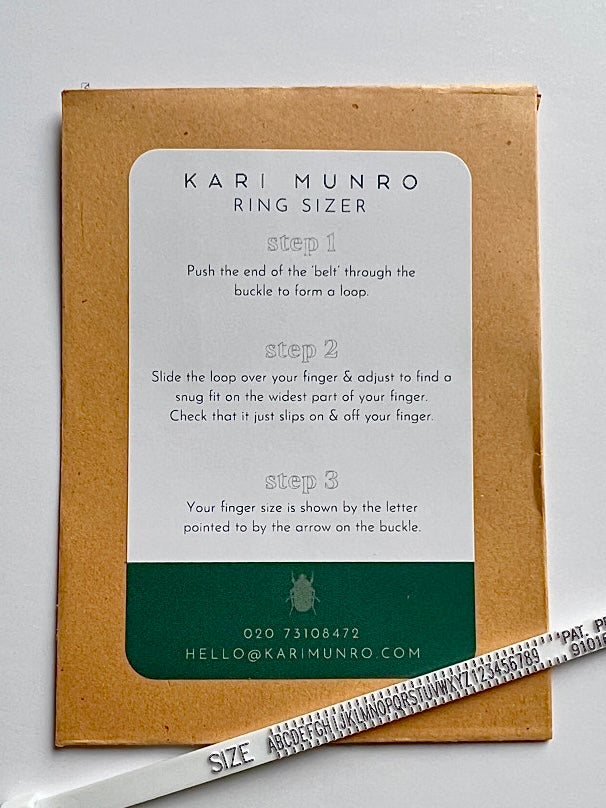 KARI MUNRO
RING SIZER
step 1
Push the end of the 'belt' through the
buckle to form a loop.
step 2
Slide the loop over your finger & adjust to find a
snug fit on the widest part of your finger.
Check that it just slips on & off your finger.
step 3
Your finger size is shown by the letter
pointed to by the arrow on the buckle.
020 73108472
HELLO@KARIMUNRO.COM
SIZE ABCDEFGHIJKLMNOPQRSTUVWXYZ123456789
PAT.